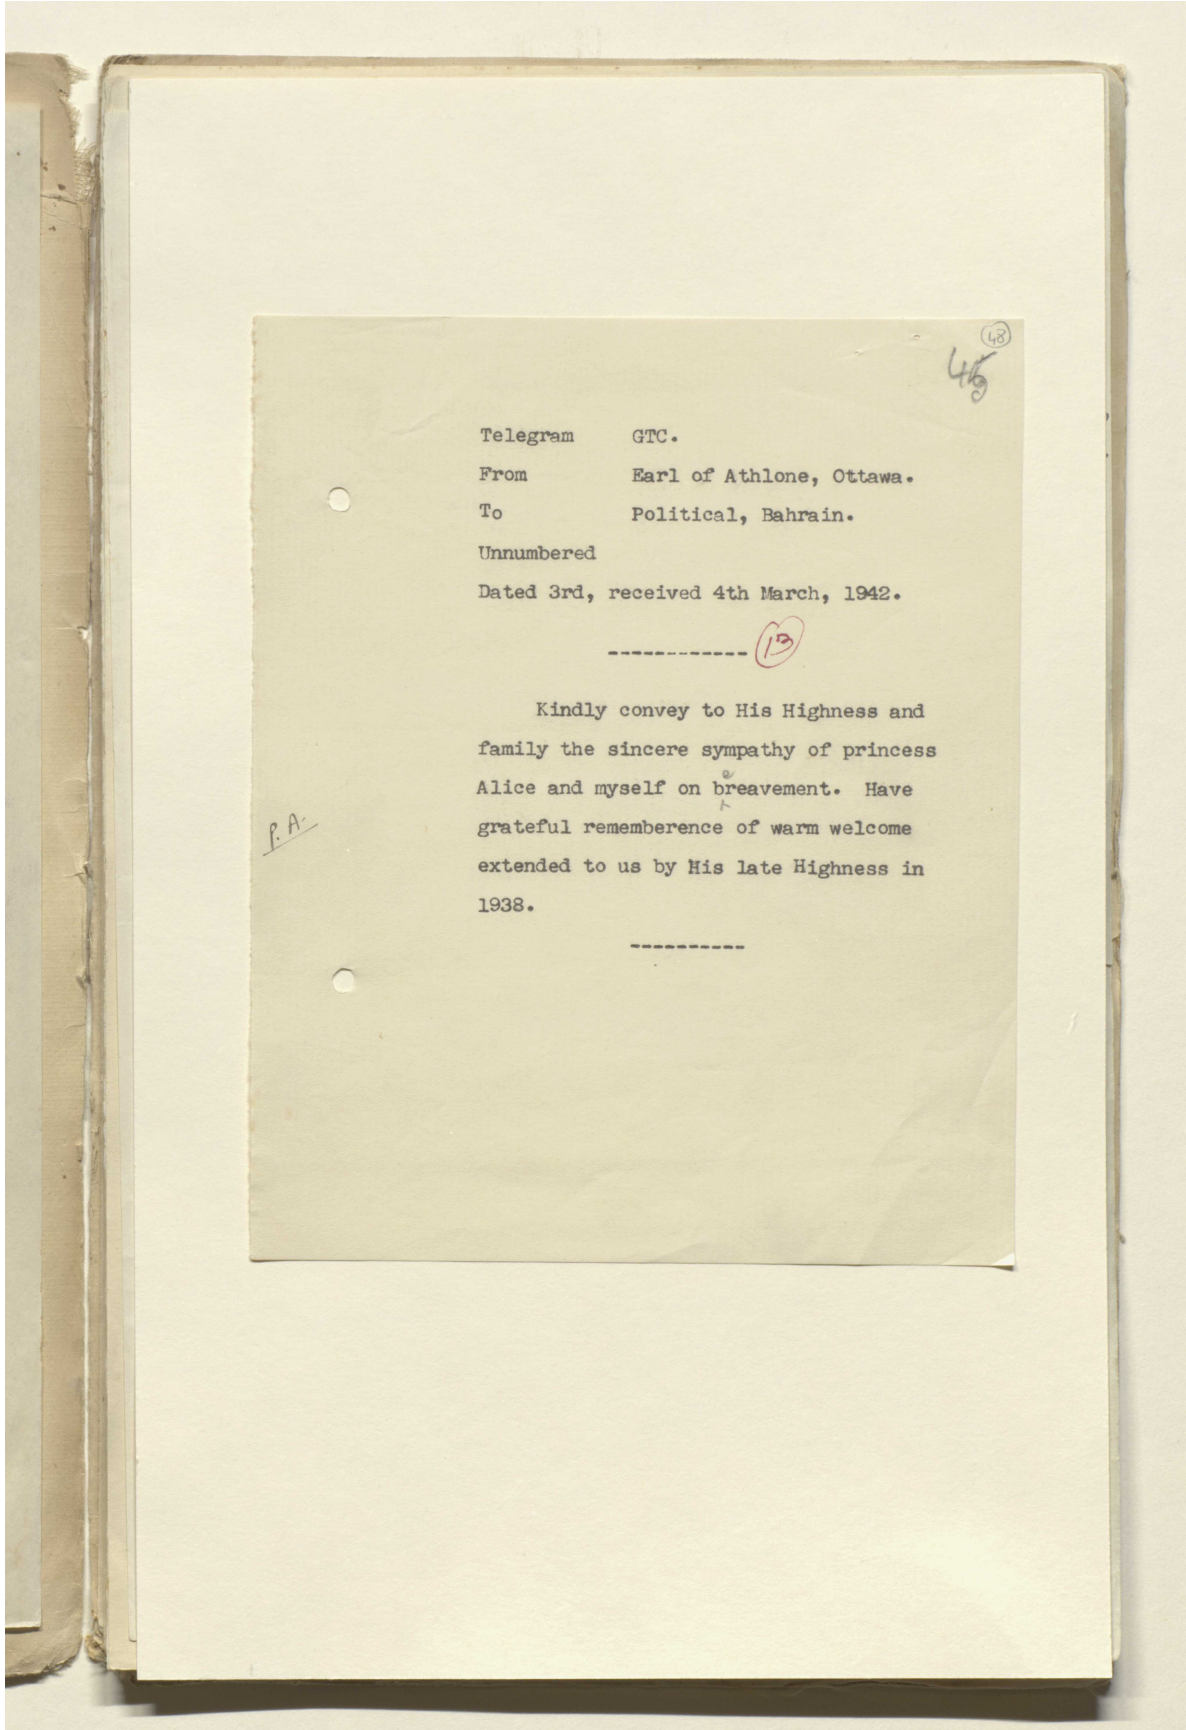 48
Telegram GTC.
From Earl of Athlone, Ottawa.
To Political, Bahrain.
Unnumbered
Dated 3rd, received 4th March, 1942.
------------ 13
Kindly convey to His Highness and
family the sincere sympathy of princess
e
Alice and myself on breavement. Have
P.A.
grateful rememberence of warm welcome
extended to us by His late Highness in
1938.
----------